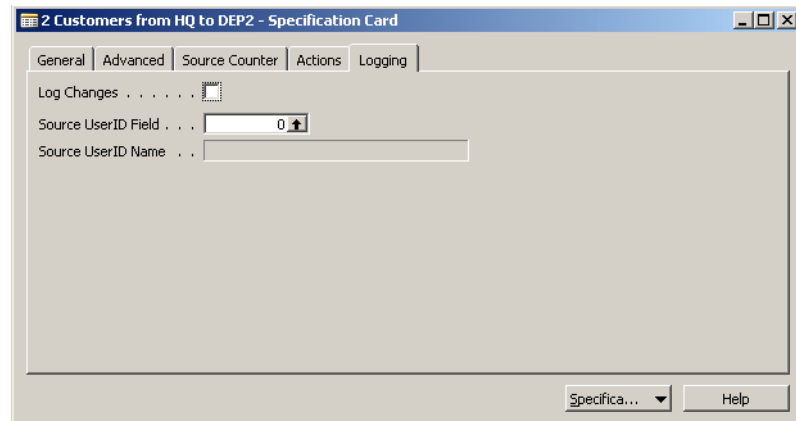 2 Customers from HQ to DEP2 - Specification Card
General Advanced Source Counter Actions Logging
Log Changes . . . . . .
Source UserID Field . . . 0
Source UserID Name . .
Specifica... Help